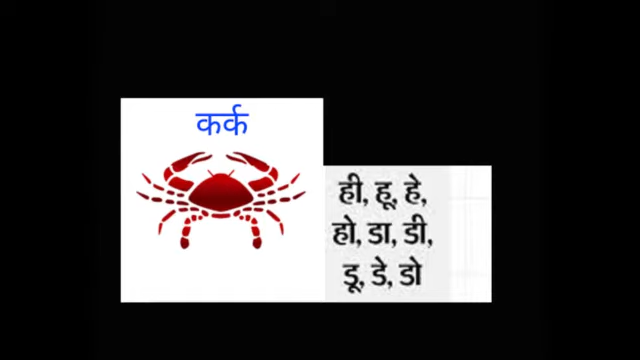 कर्क
ही, हू, हे,
हो, डा, डी,
डू, डे, डो